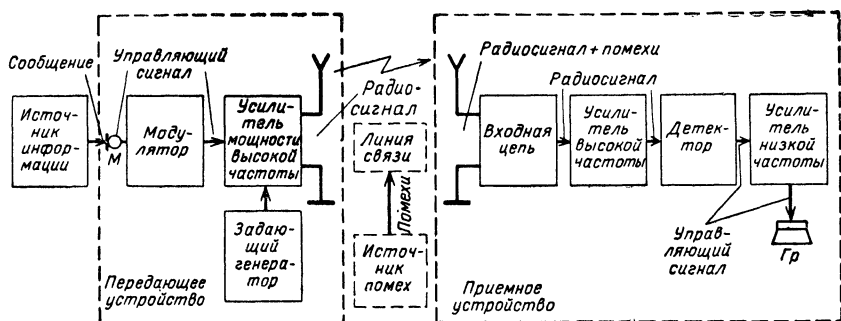 Сообщение
Управляющий
сигнал
Источ-
ник
информа-
ции
М
Моду-
лятор
Усили-
тель
мощности
высокой
частоты
Задаю-
щий
генера-
тор
Передающее
устройство
Радио-
сигнал
Линия
связи
Помехи
Источ-
ник
помех
Радиосигнал + помехи
Радиосигнал
Входная
цепь
Усили-
тель
высокой
частоты
Детек-
тор
Усили-
тель
низкой
частоты
Управ-
ляющий
сигнал
Гр
Приемное
устройство